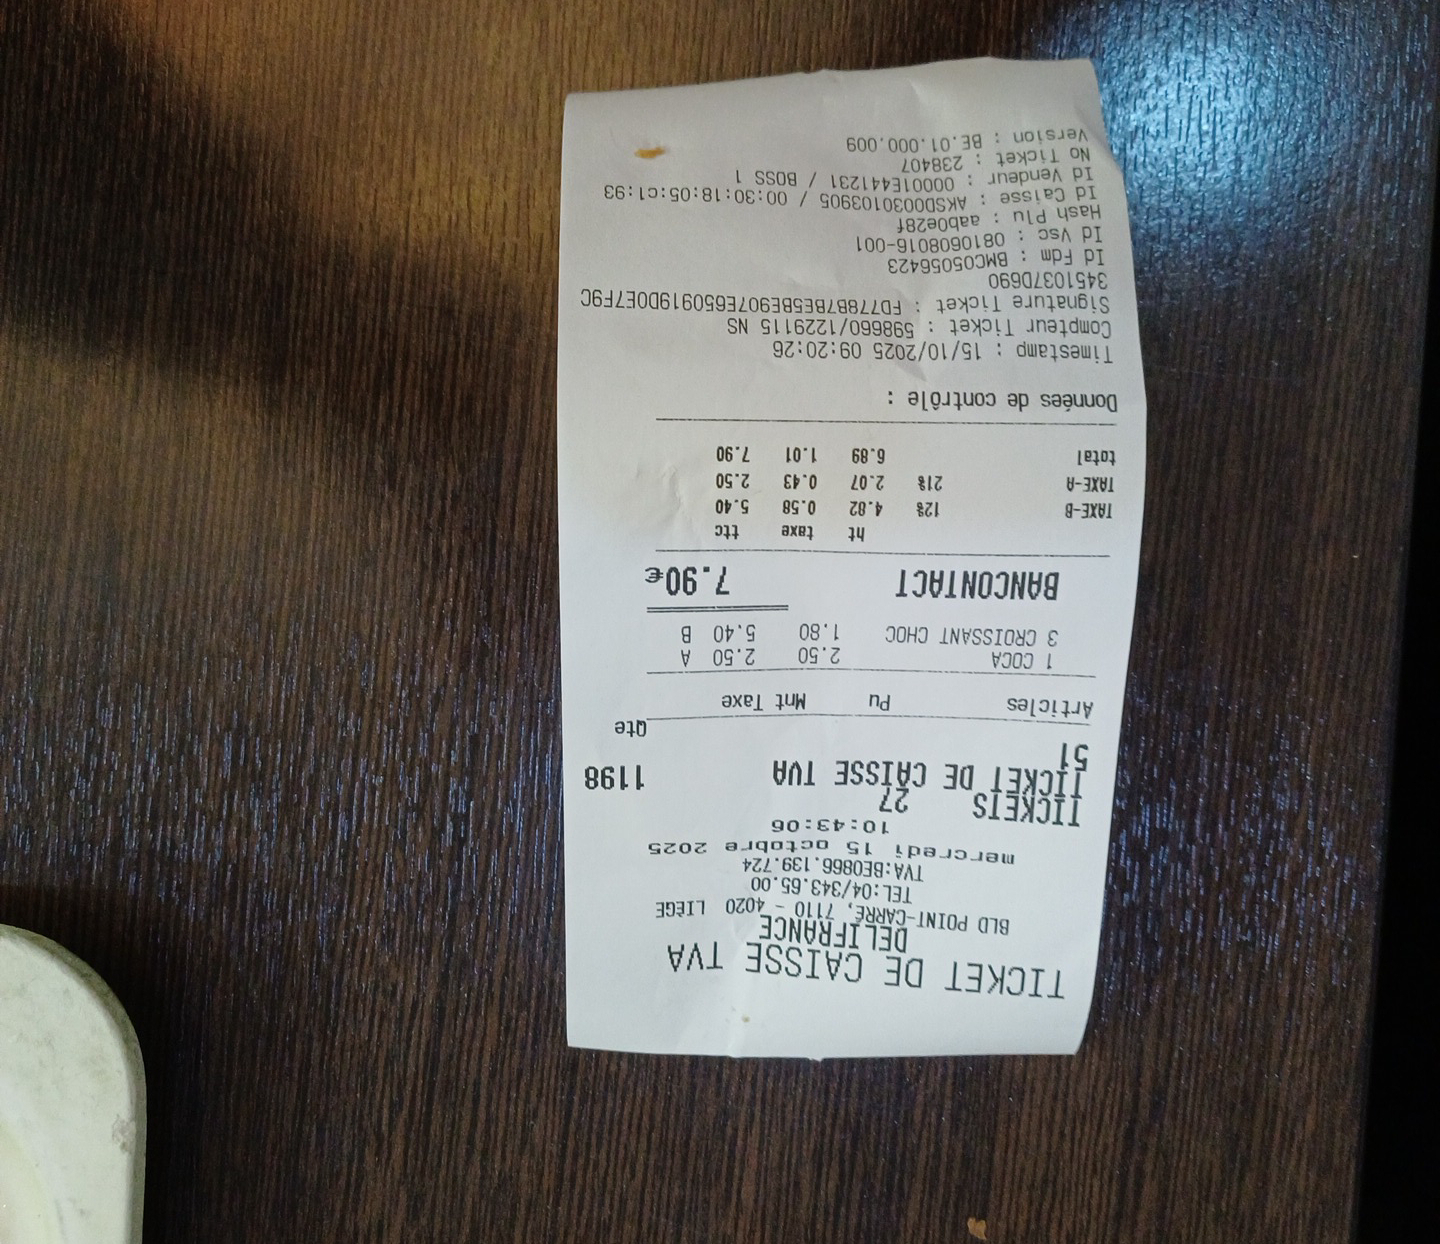 TICKET DE CAISSE TVA
DELIFRANCE
BLD POINT-CARRE, 7110 - 4020 LIEGE
TEL:04/343.65.00
TVA:BE0866.139.724
mercredi 15 octobre 2025
10:43:06
TICKETS 27
TICKET DE CAISSE TVA 1198
51
Qte
Articles Pu Mnt Taxe
1 COCA 2.50 2.50 A
3 CROISSANT CHOC 1.80 5.40 B
BANCONTACT 7.90€
ht taxe ttc
TAXE-B 12% 4.82 0.58 5.40
TAXE-A 21% 2.07 0.43 2.50
total 6.89 1.01 7.90
Données de contrôle :
Timestamp : 15/10/2025 09:20:26
Compteur Ticket : 598660/1229115 NS
Signature Ticket : FD77B87BE5BE907E650919D0E7F9C
3451037D690
Id Fdm : BMC05056423
Id Vsc : 0810608016-001
Hash Plu : aab0e28f
Id Caisse : AKSD0030103905 / 00:30:18:05:c1:93
Id Vendeur : 00001E441231 / BOSS 1
No Ticket : 238407
Version : BE.01.000.009